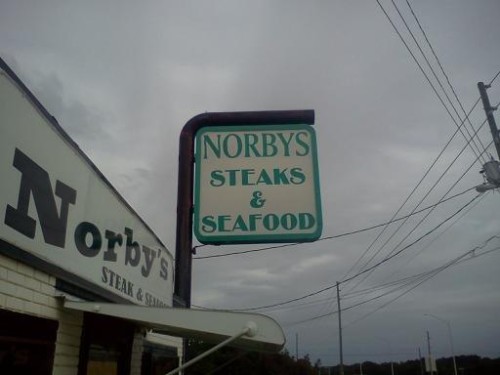 NORBYS
STEAKS
&
SEAFOOD
Norby's
STEAK &